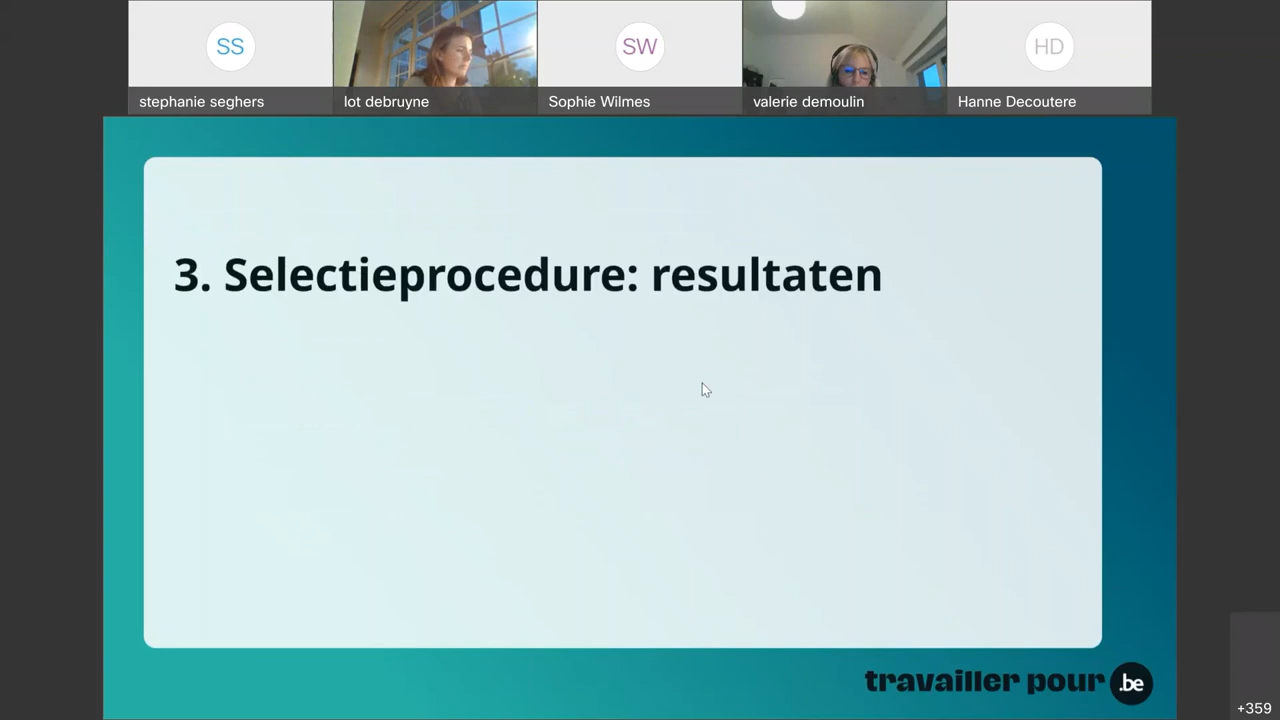 SS
SW
HD
stephanie seghers
lot debruyne
Sophie Wilmes
valerie demoulin
Hanne Decoutere
3. Selectieprocedure: resultaten
travailler pour .be
+359